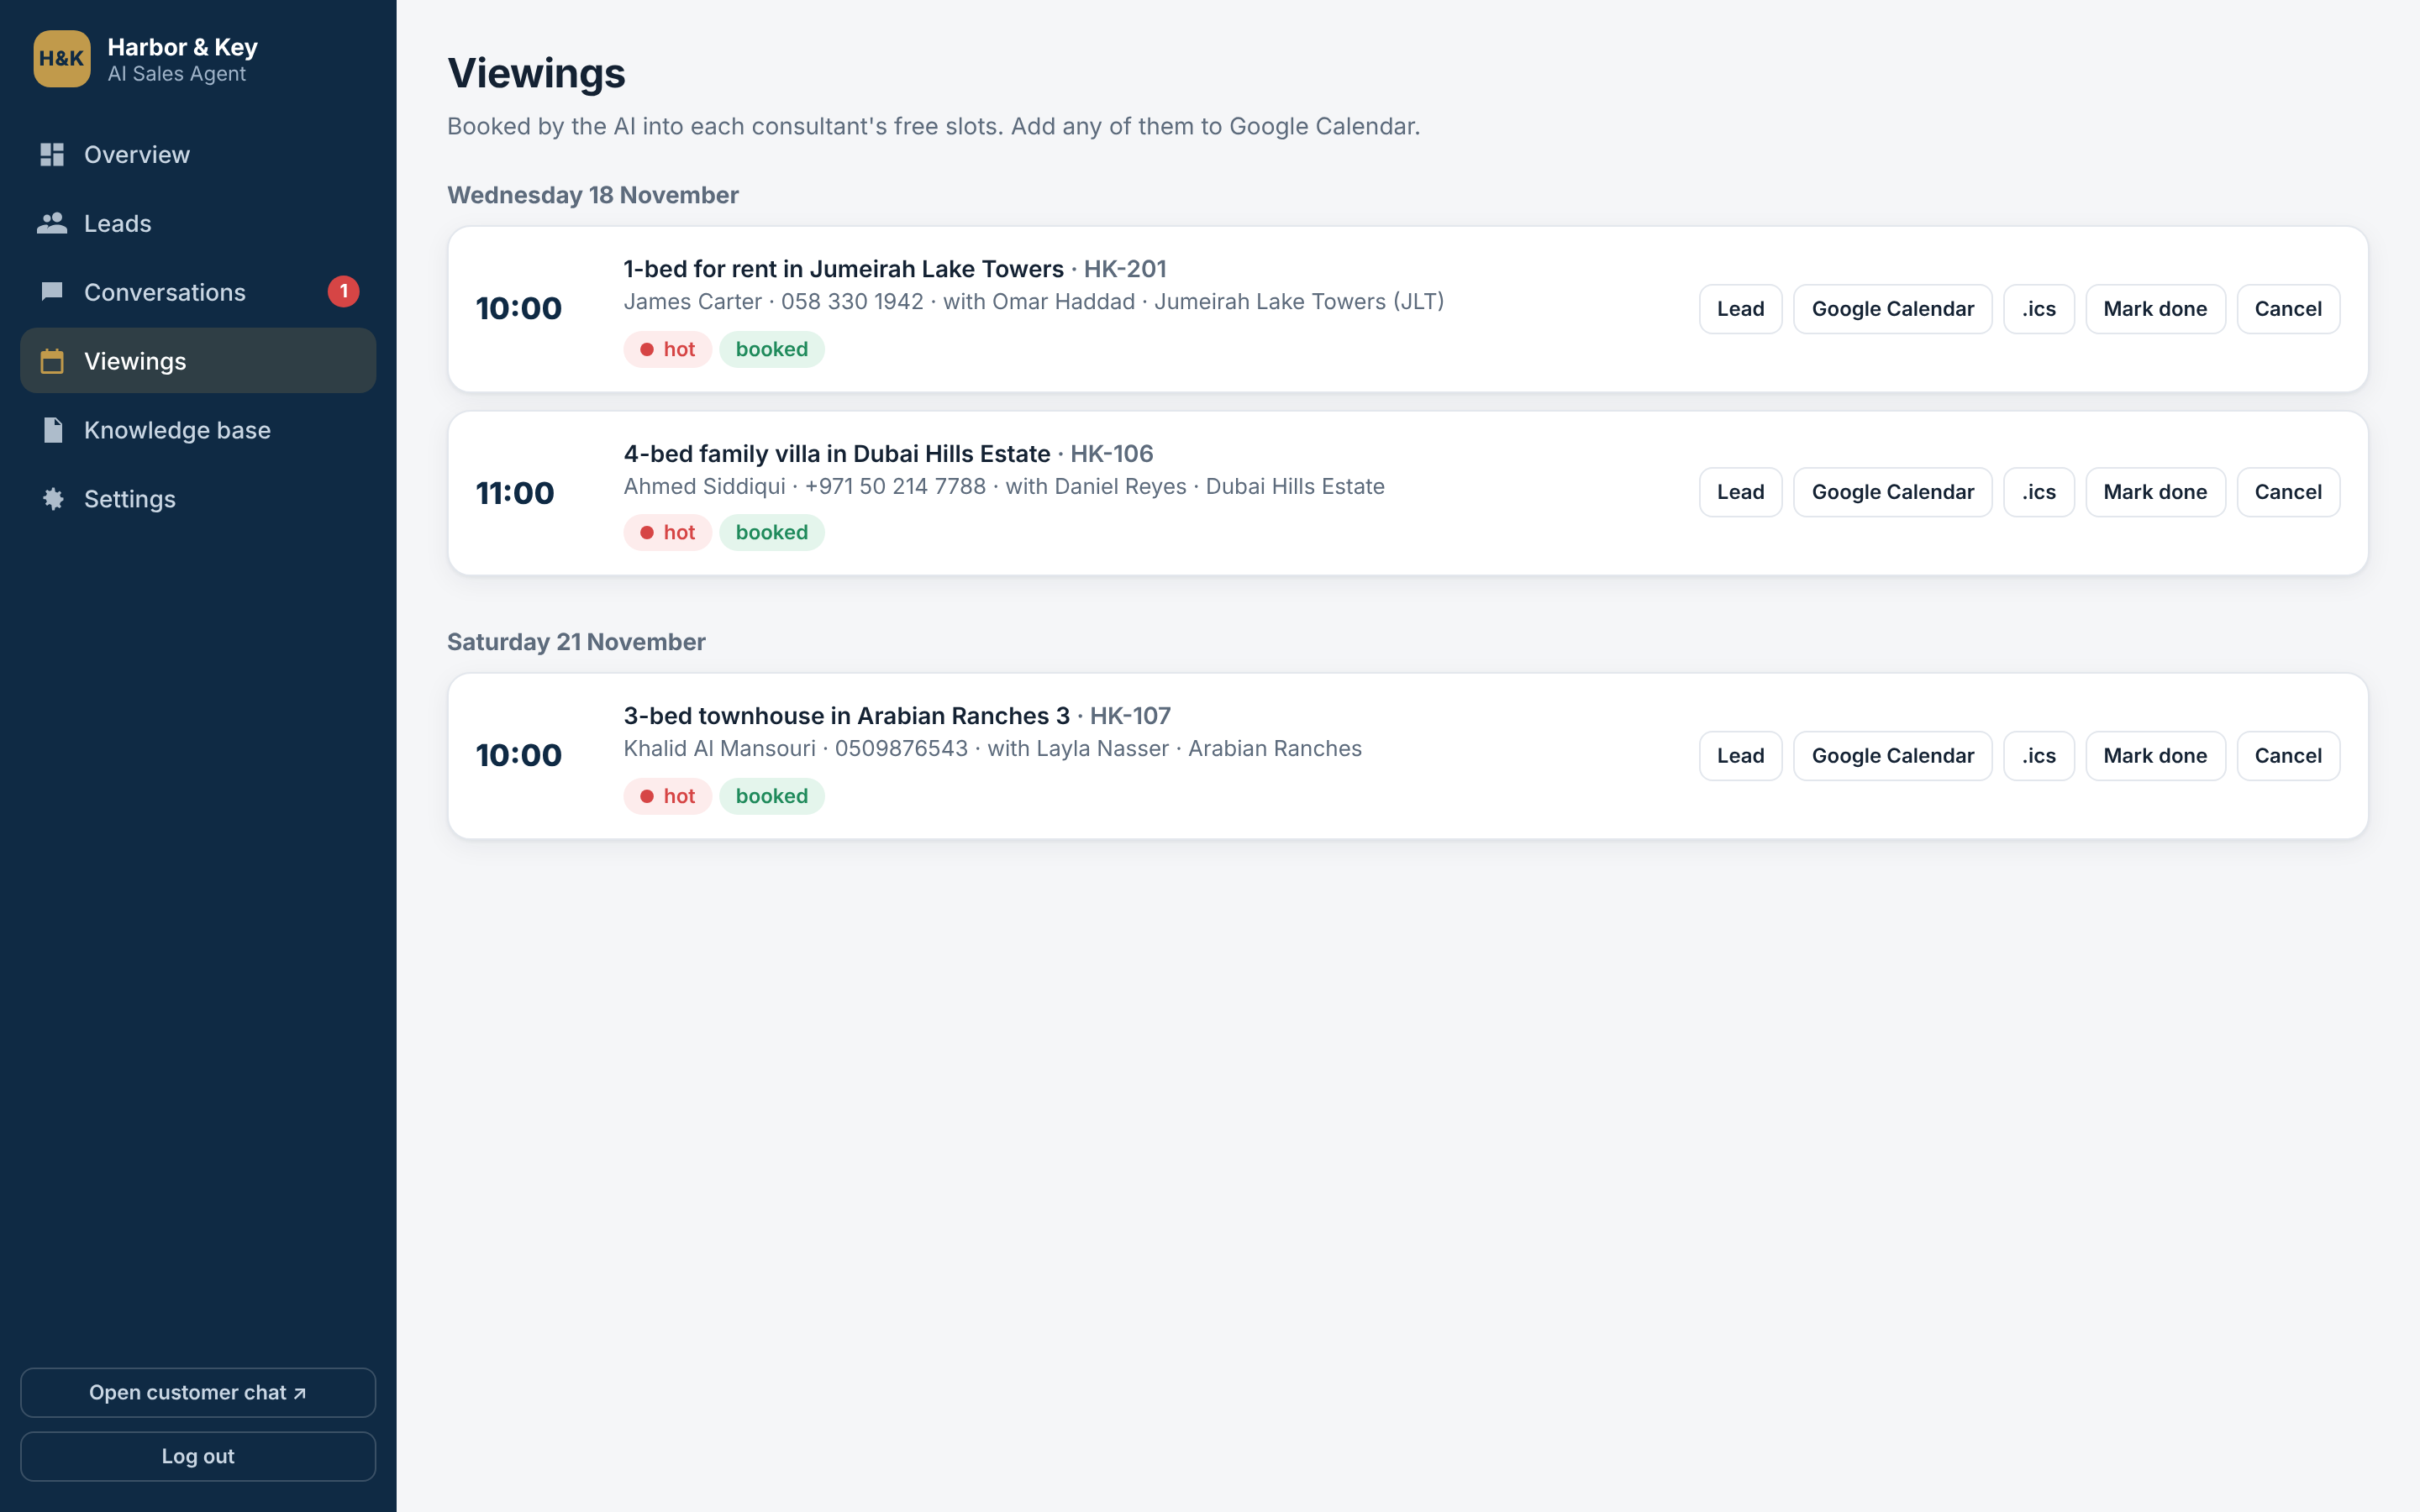 H&K
Harbor & Key
AI Sales Agent
Overview
Leads
Conversations 1
Viewings
Knowledge base
Settings
Open customer chat ↗
Log out
Viewings
Booked by the AI into each consultant's free slots. Add any of them to Google Calendar.
Wednesday 18 November
10:00
1-bed for rent in Jumeirah Lake Towers · HK-201
James Carter · 058 330 1942 · with Omar Haddad · Jumeirah Lake Towers (JLT)
hot booked
Lead Google Calendar .ics Mark done Cancel
11:00
4-bed family villa in Dubai Hills Estate · HK-106
Ahmed Siddiqui · +971 50 214 7788 · with Daniel Reyes · Dubai Hills Estate
hot booked
Lead Google Calendar .ics Mark done Cancel
Saturday 21 November
10:00
3-bed townhouse in Arabian Ranches 3 · HK-107
Khalid Al Mansouri · 0509876543 · with Layla Nasser · Arabian Ranches
hot booked
Lead Google Calendar .ics Mark done Cancel